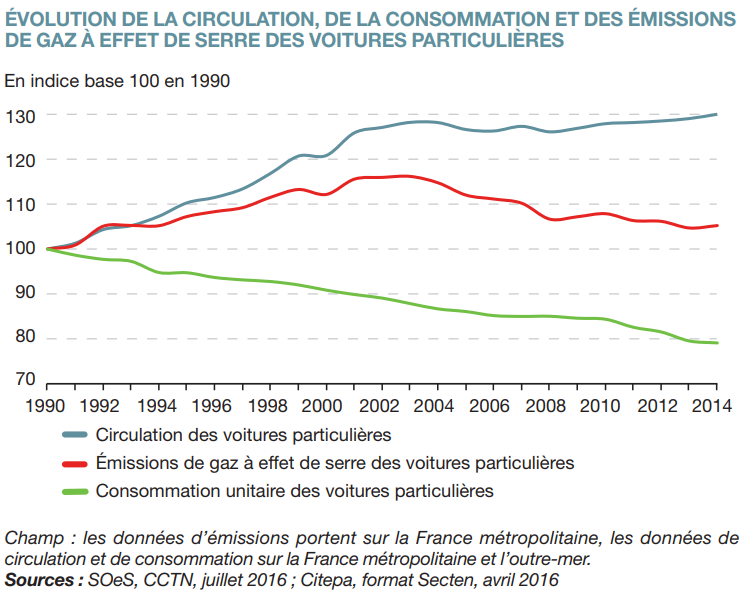 ÉVOLUTION DE LA CIRCULATION, DE LA CONSOMMATION ET DES ÉMISSIONS
DE GAZ À EFFET DE SERRE DES VOITURES PARTICULIÈRES
En indice base 100 en 1990
130
120
110
100
90
80
70
1990 1992 1994 1996 1998 2000 2002 2004 2006 2008 2010 2012 2014
Circulation des voitures particulières
Émissions de gaz à effet de serre des voitures particulières
Consommation unitaire des voitures particulières
Champ : les données d’émissions portent sur la France métropolitaine, les données de
circulation et de consommation sur la France métropolitaine et l’outre-mer.
Sources : SOeS, CCTN, juillet 2016 ; Citepa, format Secten, avril 2016